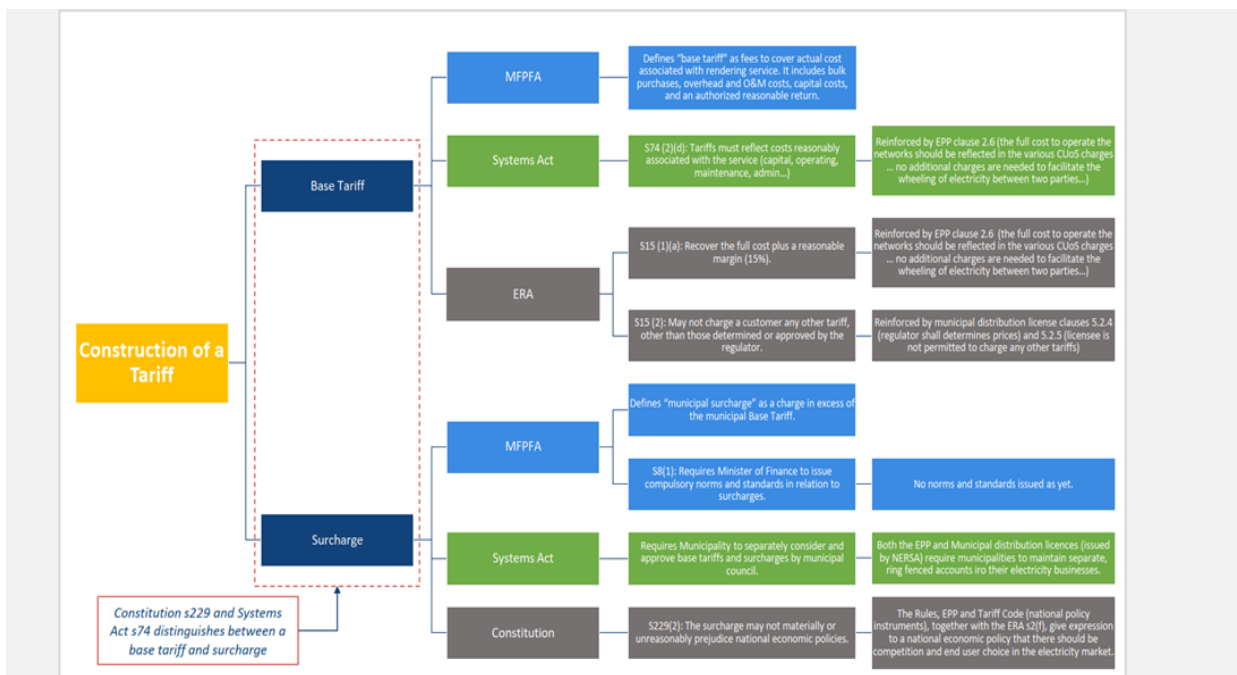 Construction of a
Tariff
Base Tariff
MFPFA
Defines "base tariff" as fees to cover actual cost
associated with rendering service. It includes bulk
purchases, overhead and O&M costs, capital costs,
and an authorized reasonable return.
Systems Act
S74 (2)(d): Tariffs must reflect costs reasonably
associated with the service (capital, operating,
maintenance, admin...)
Reinforced by EPP clause 2.6 (the full cost to operate the
networks should be reflected in the various CUoS charges
... no additional charges are needed to facilitate the
wheeling of electricity between two parties...)
ERA
S15 (1)(a): Recover the full cost plus a reasonable
margin (15%).
Reinforced by EPP clause 2.6 (the full cost to operate the
networks should be reflected in the various CUoS charges
... no additional charges are needed to facilitate the
wheeling of electricity between two parties...)
S15 (2): May not charge a customer any other tariff,
other than those determined or approved by the
regulator.
Reinforced by municipal distribution license clauses 5.2.4
(regulator shall determines prices) and 5.2.5 (licensee is
not permitted to charge any other tariffs)
Surcharge
MFPFA
Defines "municipal surcharge" as a charge in excess of
the municipal Base Tariff.
S8(1): Requires Minister of Finance to issue
compulsory norms and standards in relation to
surcharges.
No norms and standards issued as yet.
Systems Act
Requires Municipality to separately consider and
approve base tariffs and surcharges by municipal
council.
Both the EPP and Municipal distribution licences (issued
by NERSA) require municipalities to maintain separate,
ring fenced accounts iro their electricity businesses.
Constitution
S229(2): The surcharge may not materially or
unreasonably prejudice national economic policies.
The Rules, EPP and Tariff Code (national policy
instruments), together with the ERA s2(f), give expression
to a national economic policy that there should be
competition and end user choice in the electricity market.
Constitution s229 and Systems
Act s74 distinguishes between a
base tariff and surcharge